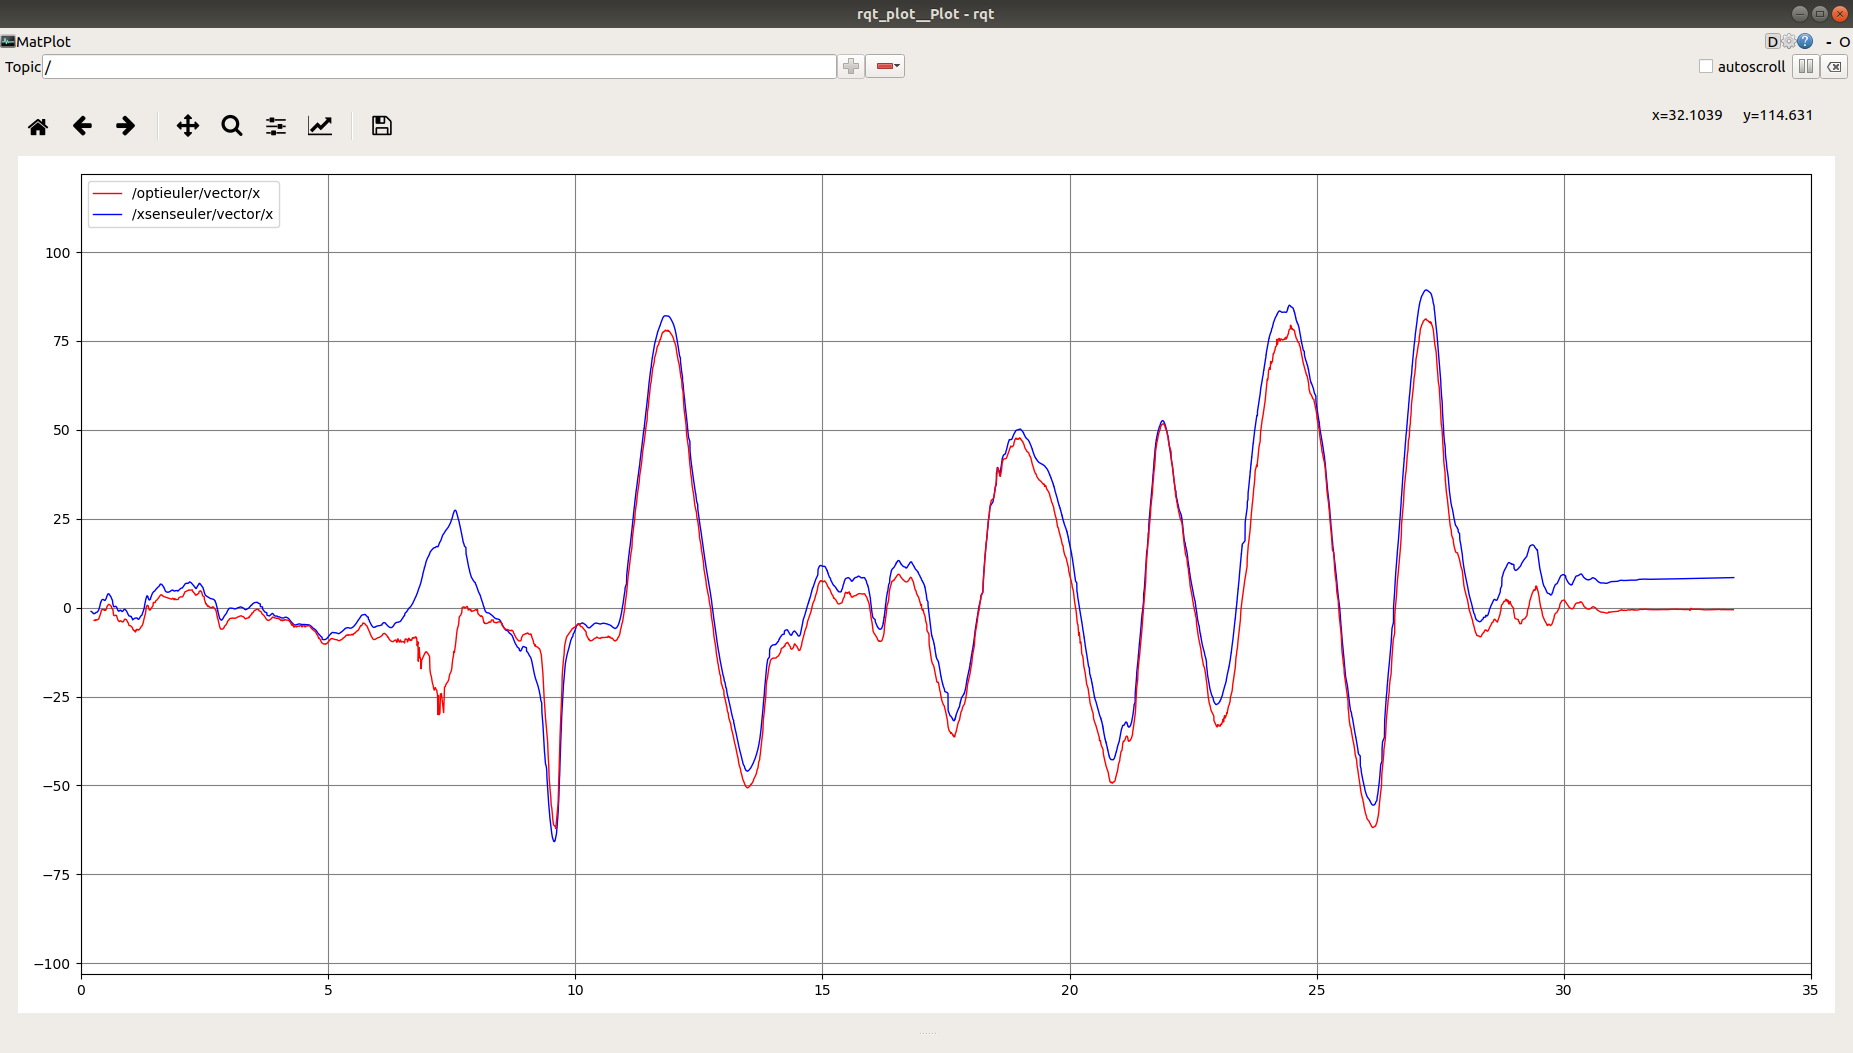 rqt_plot__Plot - rqt
MatPlot
D ? - O
Topic /
autoscroll
x=32.1039 y=114.631
/optieuler/vector/x
/xsenseuler/vector/x
100
75
50
25
0
−25
−50
−75
−100
0 5 10 15 20 25 30 35